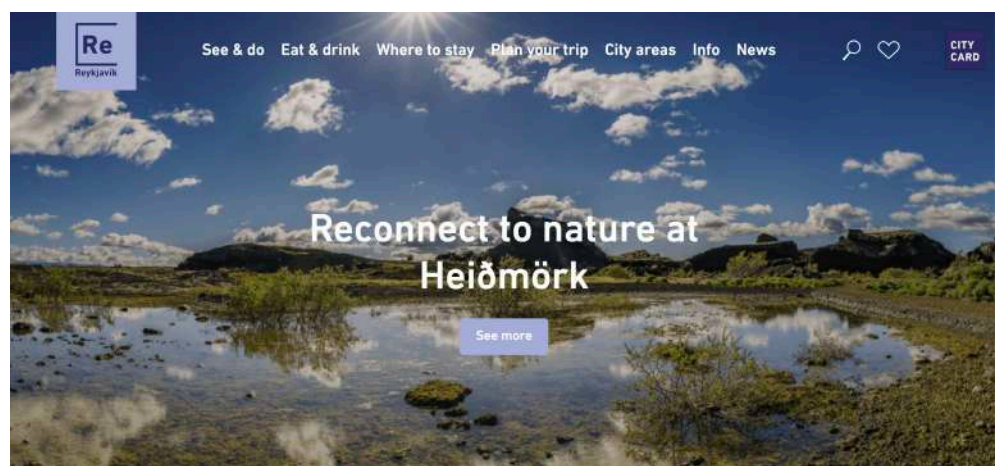 Re
Reykjavík
See & do Eat & drink Where to stay Plan your trip City areas Info News
CITY
CARD
Reconnect to nature at
Heiðmörk
See more